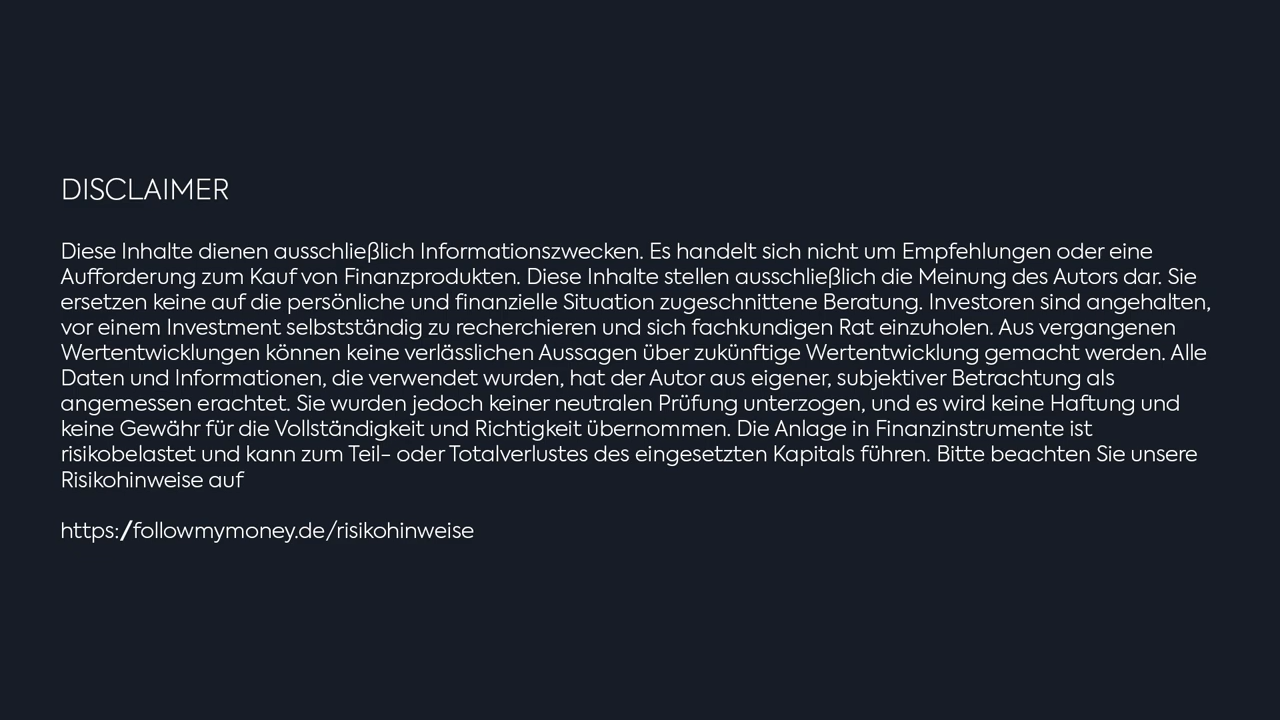 DISCLAIMER
Diese Inhalte dienen ausschließlich Informationszwecken. Es handelt sich nicht um Empfehlungen oder eine
Aufforderung zum Kauf von Finanzprodukten. Diese Inhalte stellen ausschließlich die Meinung des Autors dar. Sie
ersetzen keine auf die persönliche und finanzielle Situation zugeschnittene Beratung. Investoren sind angehalten,
vor einem Investment selbstständig zu recherchieren und sich fachkundigen Rat einzuholen. Aus vergangenen
Wertentwicklungen können keine verlässlichen Aussagen über zukünftige Wertentwicklung gemacht werden. Alle
Daten und Informationen, die verwendet wurden, hat der Autor aus eigener, subjektiver Betrachtung als
angemessen erachtet. Sie wurden jedoch keiner neutralen Prüfung unterzogen, und es wird keine Haftung und
keine Gewähr für die Vollständigkeit und Richtigkeit übernommen. Die Anlage in Finanzinstrumente ist
risikobelastet und kann zum Teil- oder Totalverlustes des eingesetzten Kapitals führen. Bitte beachten Sie unsere
Risikohinweise auf
https://followmymoney.de/risikohinweise